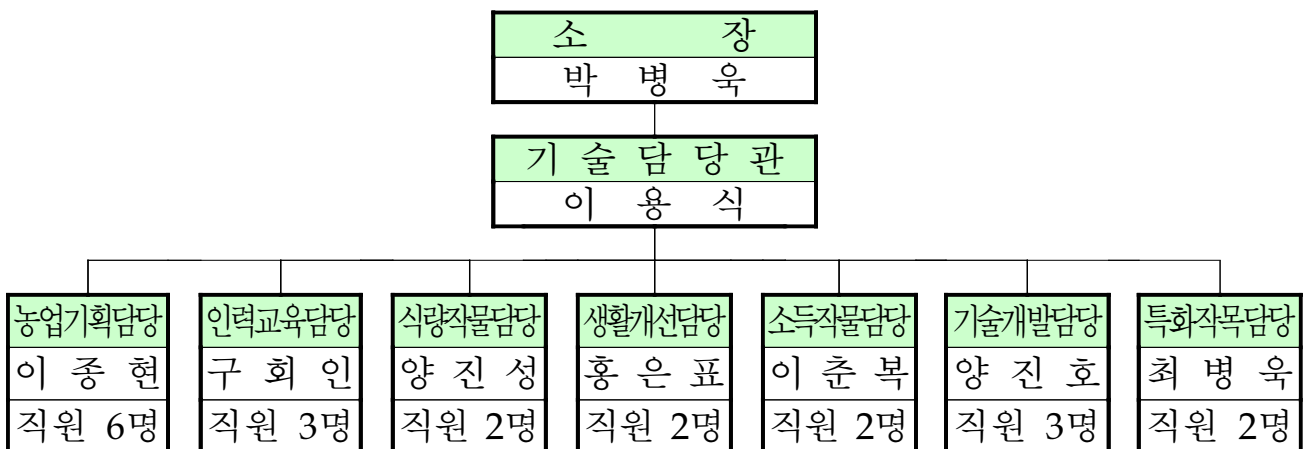 소 장
박 병 욱
기 술 담 당 관
이 용 식
농업기획담당 인력교육담당 식량작물담당 생활개선담당 소득작물담당 기술개발담당 특화작목담당
이 종 현 구 회 인 양 진 성 홍 은 표 이 춘 복 양 진 호 최 병 욱
직원 6명 직원 3명 직원 2명 직원 2명 직원 2명 직원 3명 직원 2명